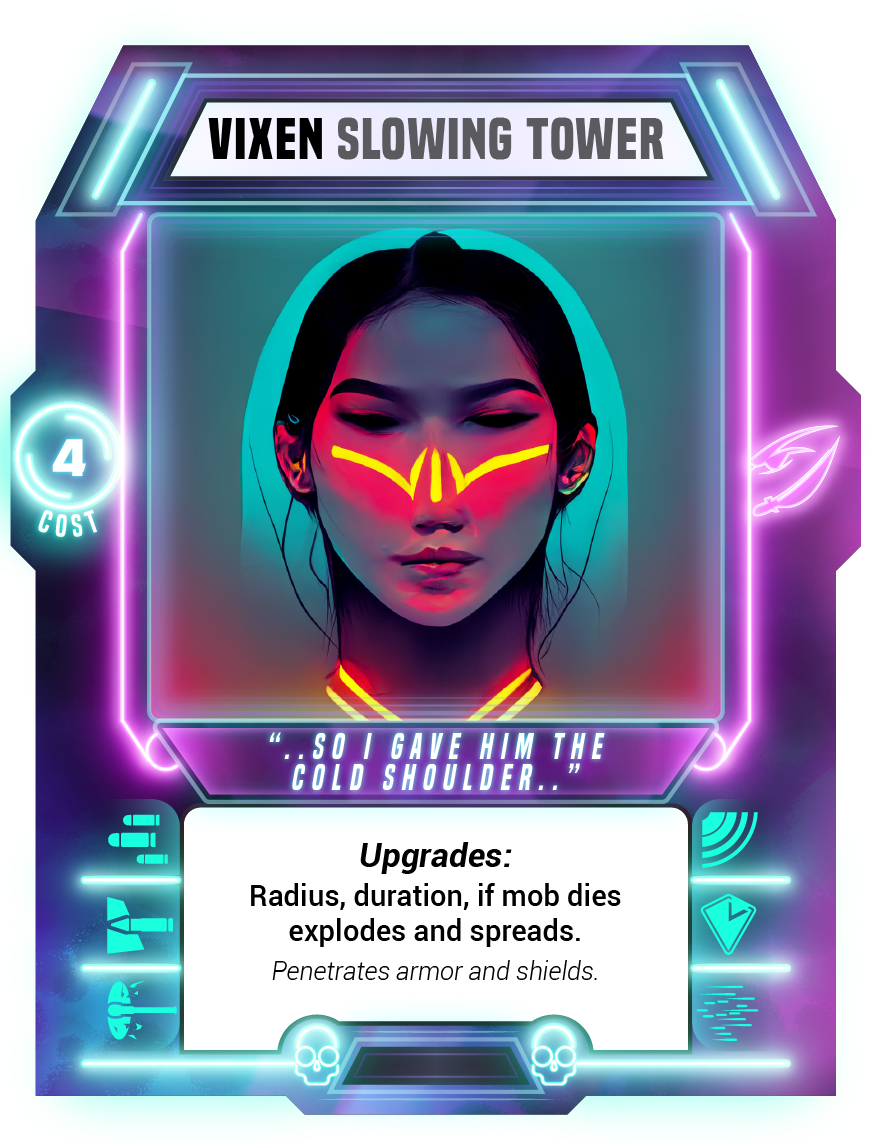 VIXEN SLOWING TOWER
4
COST
“..SO I GAVE HIM THE
COLD SHOULDER..”
Upgrades:
Radius, duration, if mob dies
explodes and spreads.
Penetrates armor and shields.